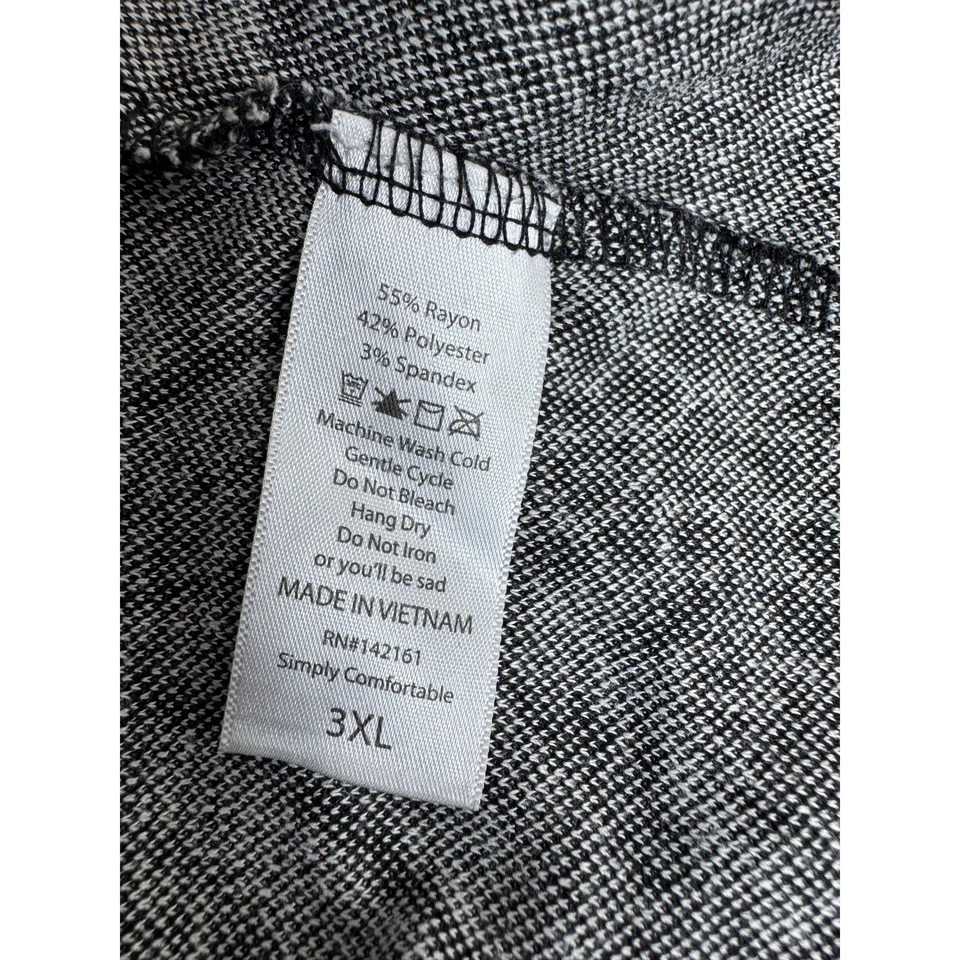 55% Rayon
42% Polyester
3% Spandex
Machine Wash Cold
Gentle Cycle
Do Not Bleach
Hang Dry
Do Not Iron
or you'll be sad
MADE IN VIETNAM
RN#142161
Simply Comfortable
3XL